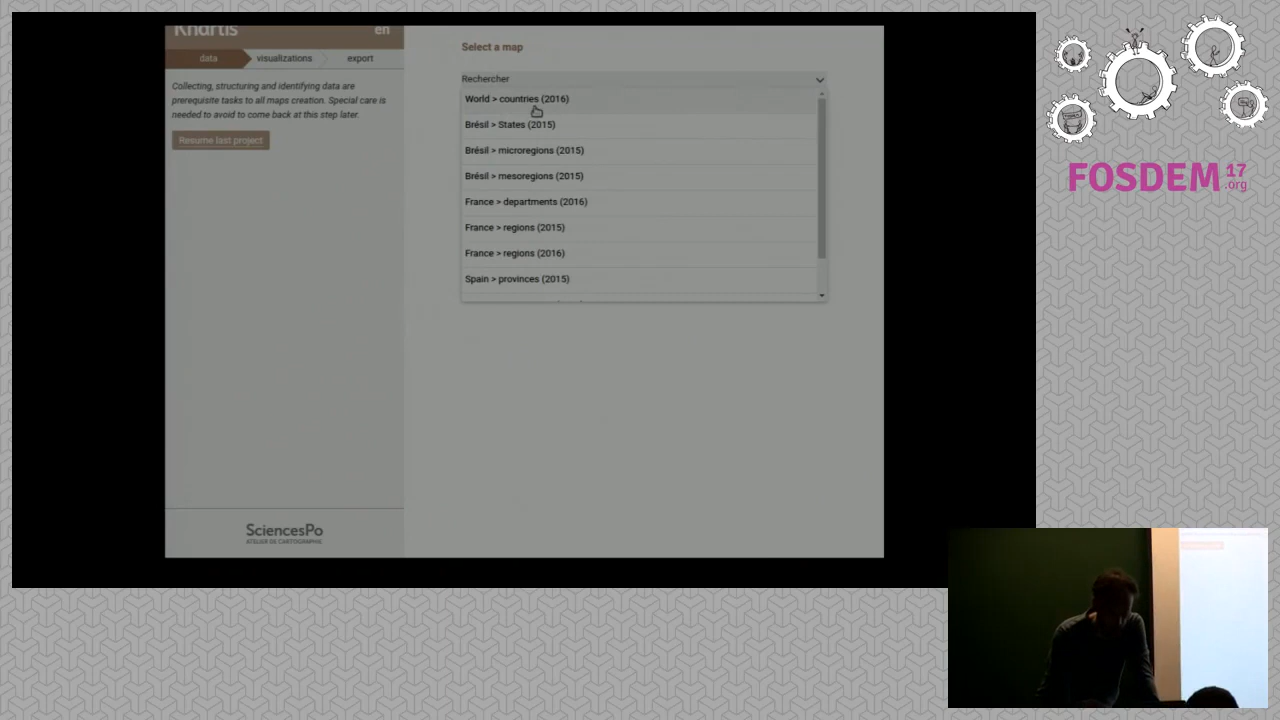 Khartis
en
data
visualizations
export
Collecting, structuring and identifying data are
prerequisite tasks to all maps creation. Special care is
needed to avoid to come back at this step later.
Resume last project
SciencesPo
ATELIER DE CARTOGRAPHIE
Select a map
Rechercher
World > countries (2016)
Brésil > States (2015)
Brésil > microregions (2015)
Brésil > mesoregions (2015)
France > departments (2016)
France > regions (2015)
France > regions (2016)
Spain > provinces (2015)
FOSDEM 17
.org